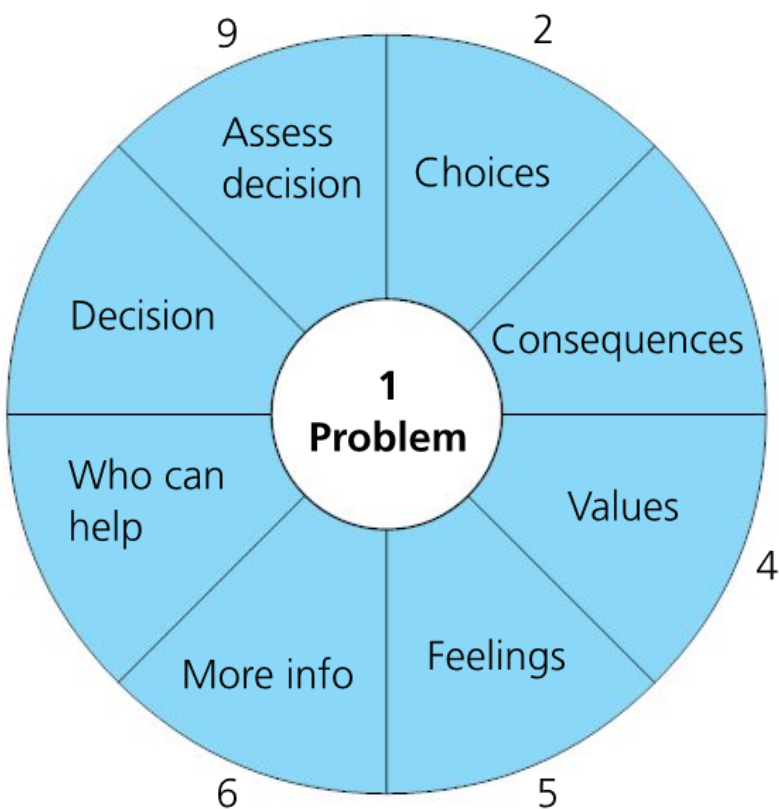 9
2
Assess
decision
Choices
Decision
Consequences
1
Problem
Who can
help
Values
4
More info
Feelings
6
5